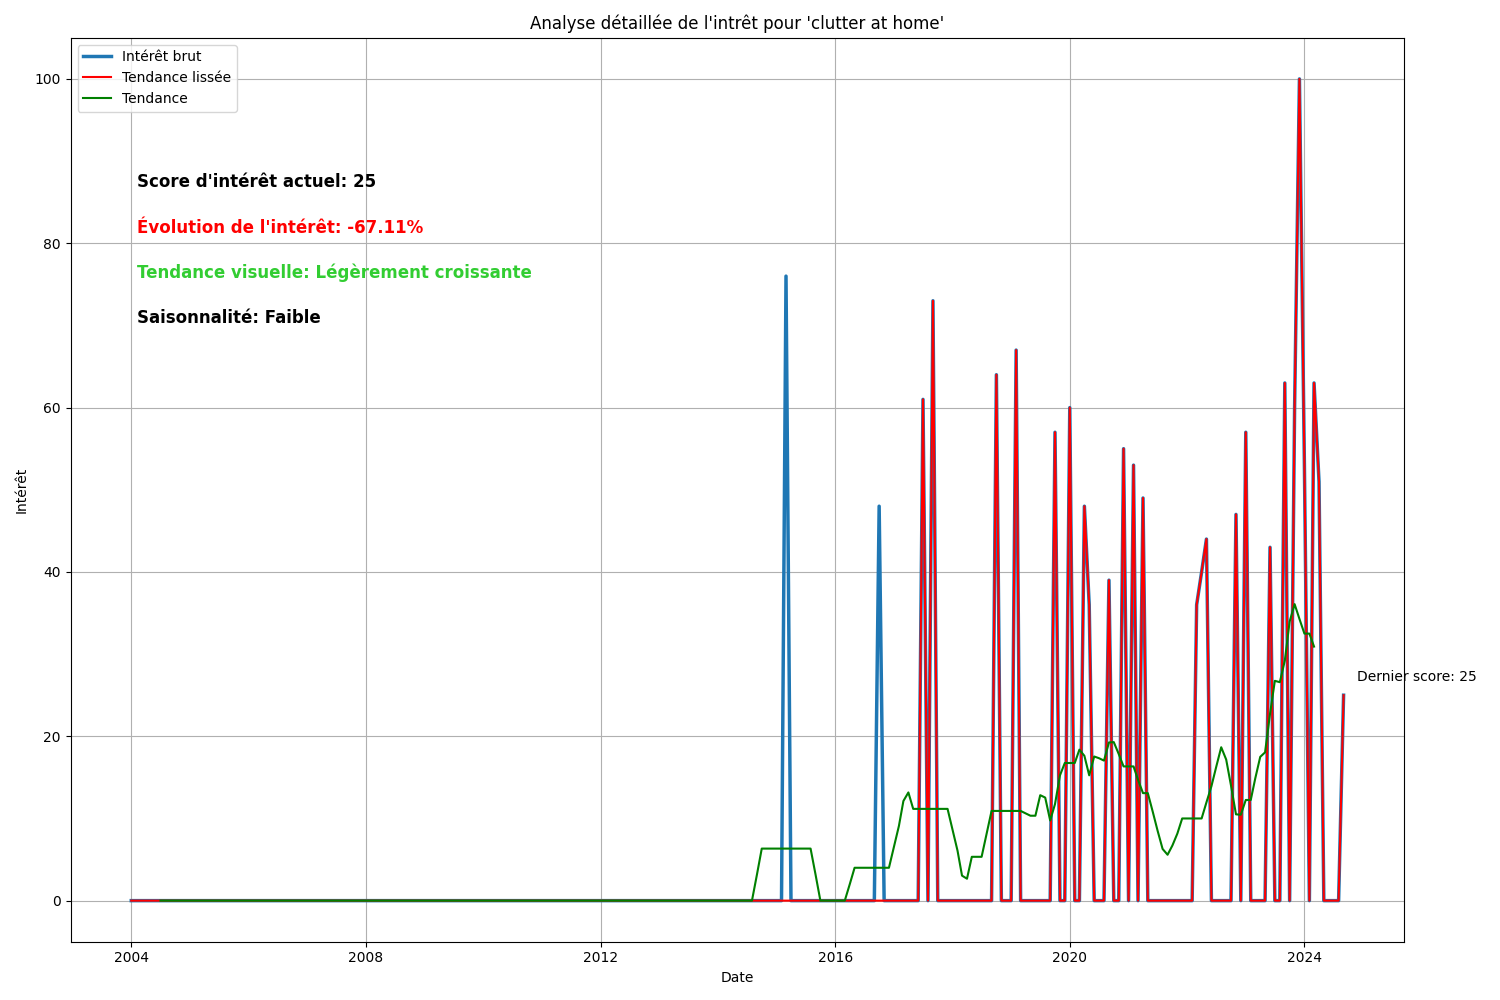 Analyse détaillée de l'intrêt pour 'clutter at home'
Intérêt brut
Tendance lissée
Tendance
100
80
60
40
20
0
Intérêt
Score d'intérêt actuel: 25
Évolution de l'intérêt: -67.11%
Tendance visuelle: Légèrement croissante
Saisonnalité: Faible
Dernier score: 25
2004 2008 2012 2016 2020 2024
Date